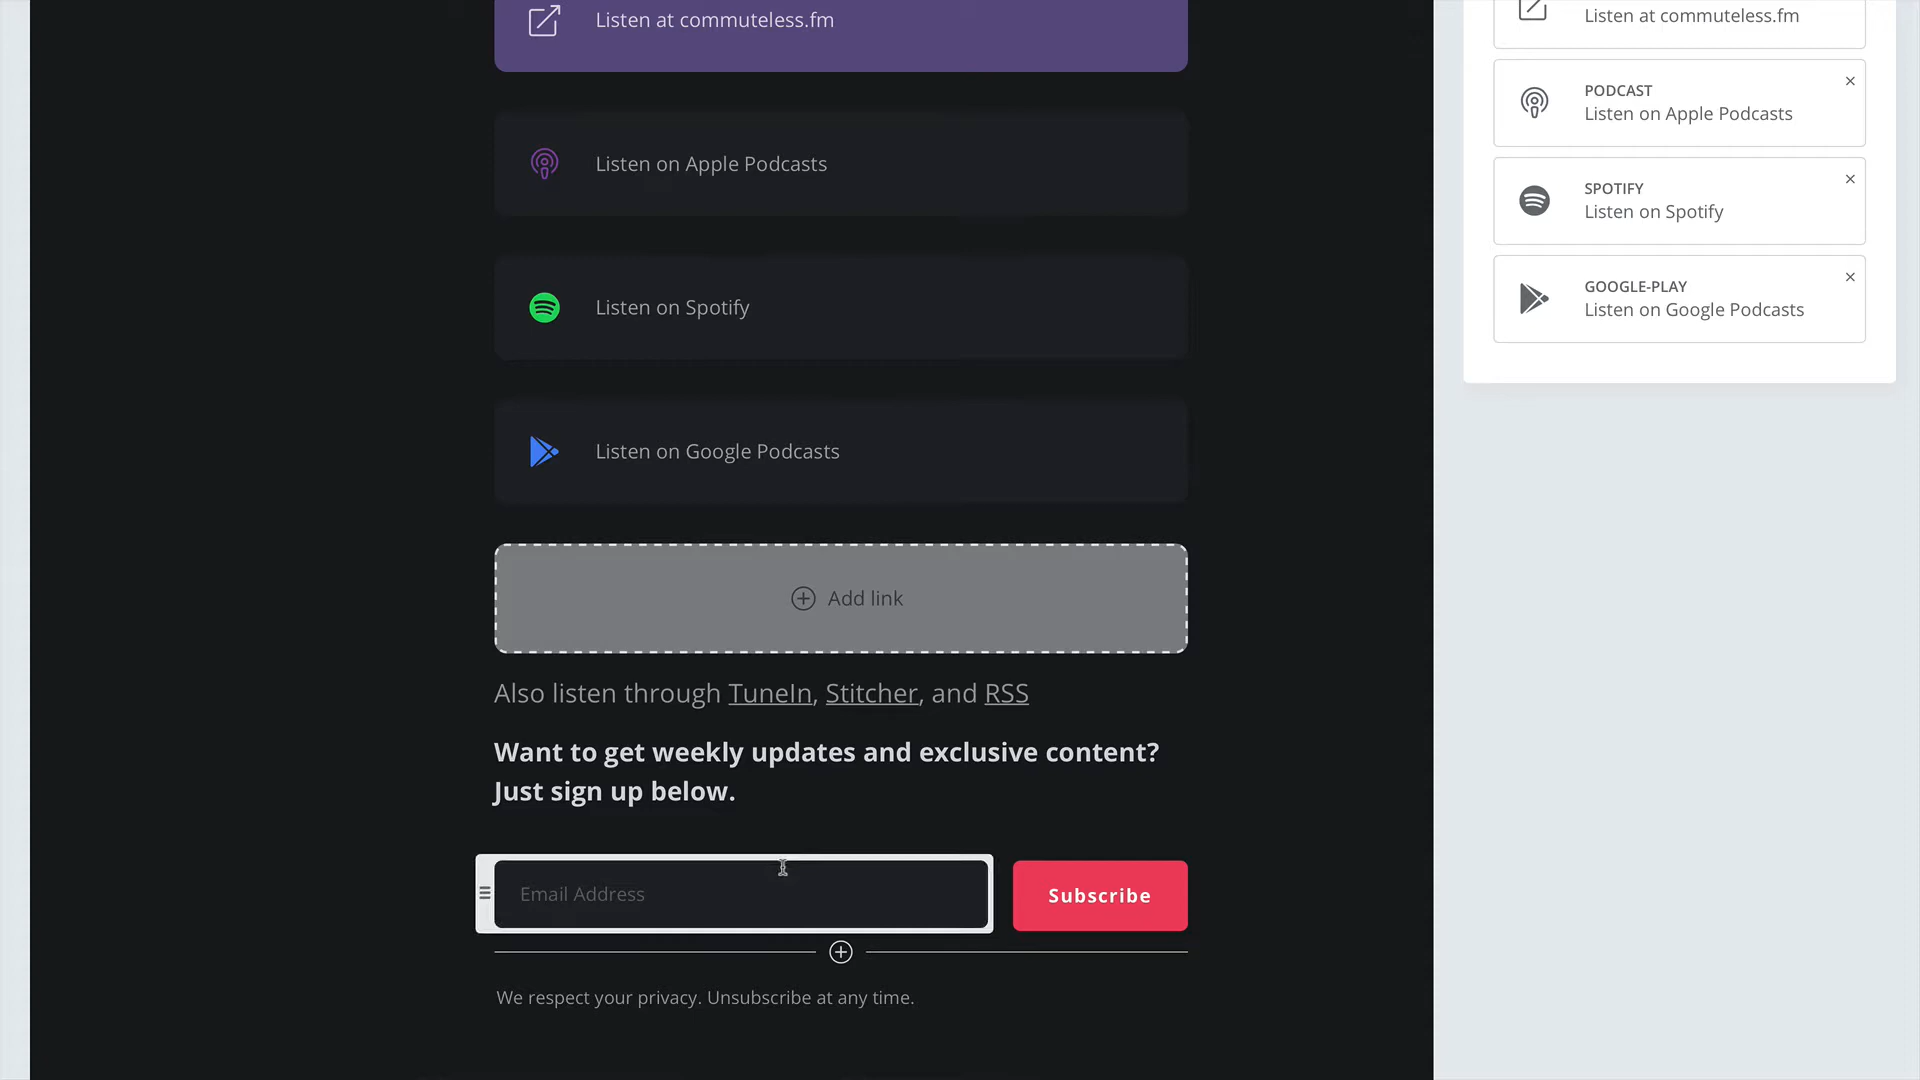 Listen at commuteless.fm
Listen on Apple Podcasts
Listen on Spotify
Listen on Google Podcasts
Add link
Also listen through TuneIn, Stitcher, and RSS
Want to get weekly updates and exclusive content?
Just sign up below.
Email Address
Subscribe
We respect your privacy. Unsubscribe at any time.
Listen at commuteless.fm
PODCAST
Listen on Apple Podcasts
SPOTIFY
Listen on Spotify
GOOGLE-PLAY
Listen on Google Podcasts